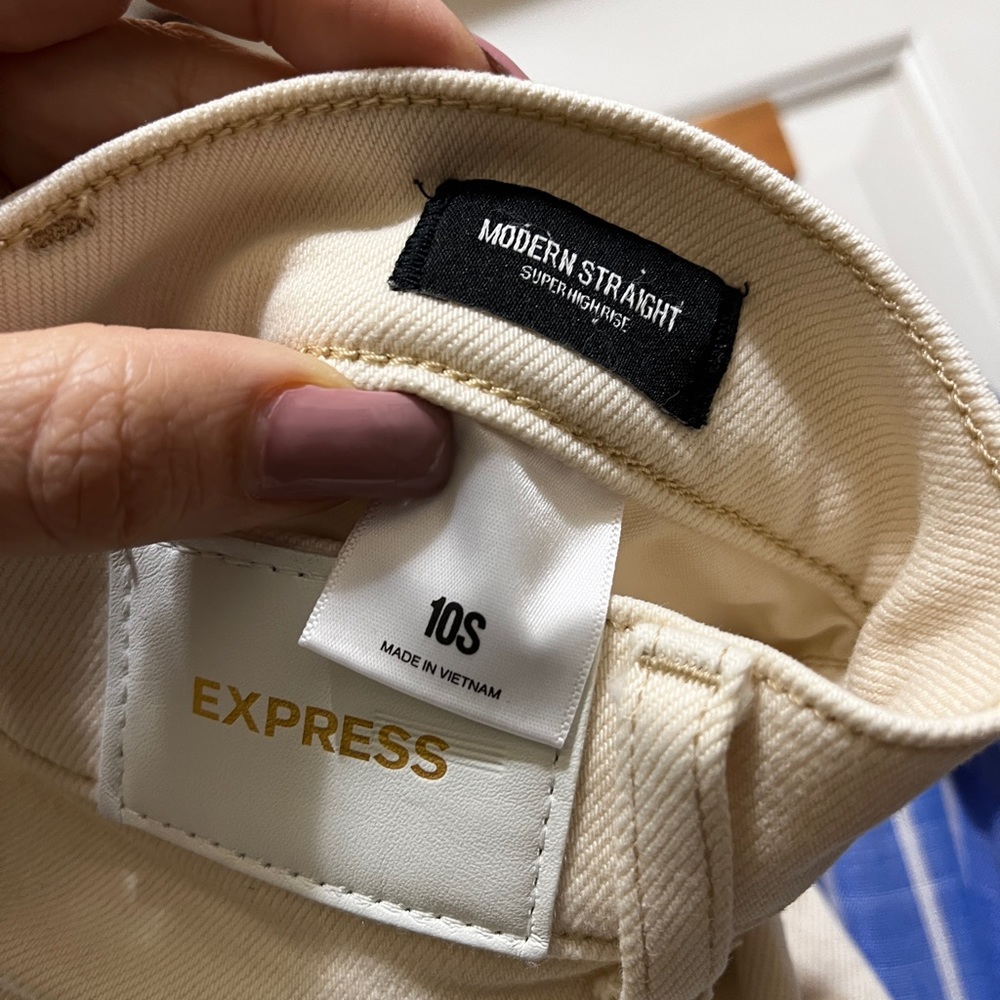 MODERN STRAIGHT
SUPER HIGH RISE
10S
MADE IN VIETNAM
EXPRESS